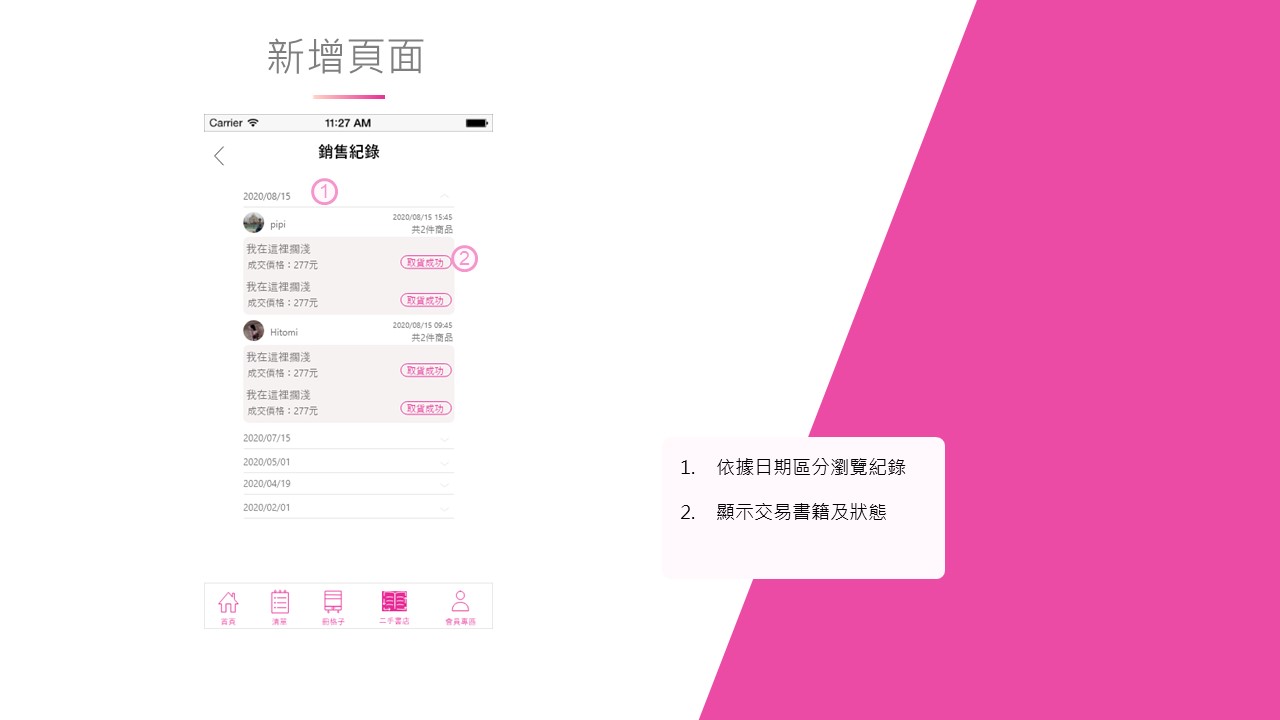 新增頁面
Carrier 11:27 AM
銷售紀錄
2020/08/15 1
pipi 2020/08/15 15:45
共2件商品
我在這裡擱淺
成交價格：277元 取貨成功 2
我在這裡擱淺
成交價格：277元 取貨成功
Hitomi 2020/08/15 09:45
共2件商品
我在這裡擱淺
成交價格：277元 取貨成功
我在這裡擱淺
成交價格：277元 取貨成功
2020/07/15
2020/05/01
2020/04/19
2020/02/01
首頁 清單 廚格子 二手書店 會員專區
1. 依據日期區分瀏覽紀錄
2. 顯示交易書籍及狀態